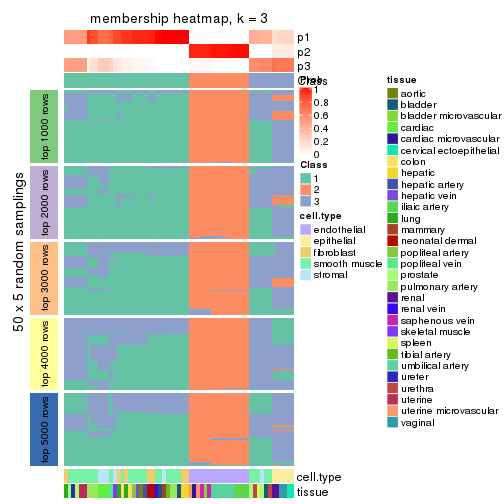 membership heatmap, k = 3
p1
p2
p3
Class
Prob
1
0.8
0.6
0.4
0.2
0
Class
1
2
3
cell.type
endothelial
epithelial
fibroblast
smooth muscle
stromal
tissue
aortic
bladder
bladder microvascular
cardiac
cardiac microvascular
cervical ectoepithelial
colon
hepatic
hepatic artery
hepatic vein
iliaic artery
lung
mammary
neonatal dermal
popliteal artery
popliteal vein
prostate
pulmonary artery
renal
renal vein
saphenous vein
skeletal muscle
spleen
tibial artery
umbilical artery
ureter
urethra
uterine
uterine microvascular
vaginal
50 x 5 random samplings
top 1000 rows
top 2000 rows
top 3000 rows
top 4000 rows
top 5000 rows
cell.type
tissue